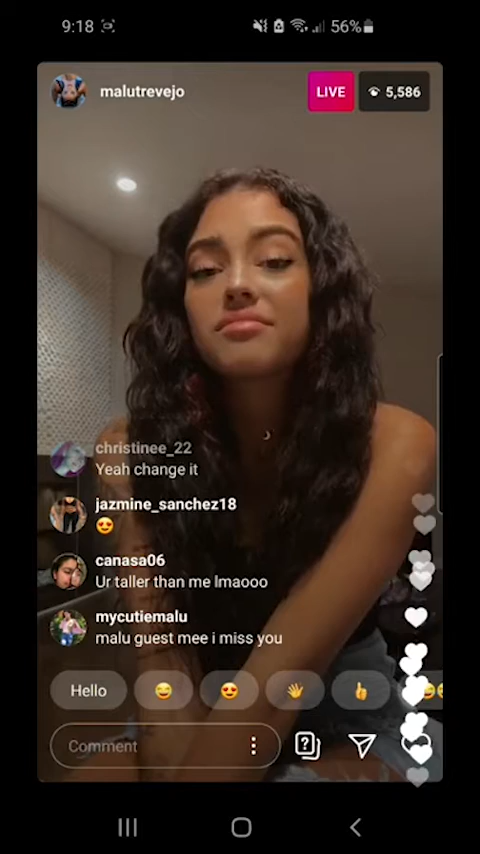 9:18
56%
malutrevejo
LIVE
5,586
christinee_22
Yeah change it
jazmine_sanchez18
😍
canasa06
Ur taller than me lmaooo
mycutiemalu
malu guest mee i miss you
Hello 😂 😍 👋 👍 😂
Comment